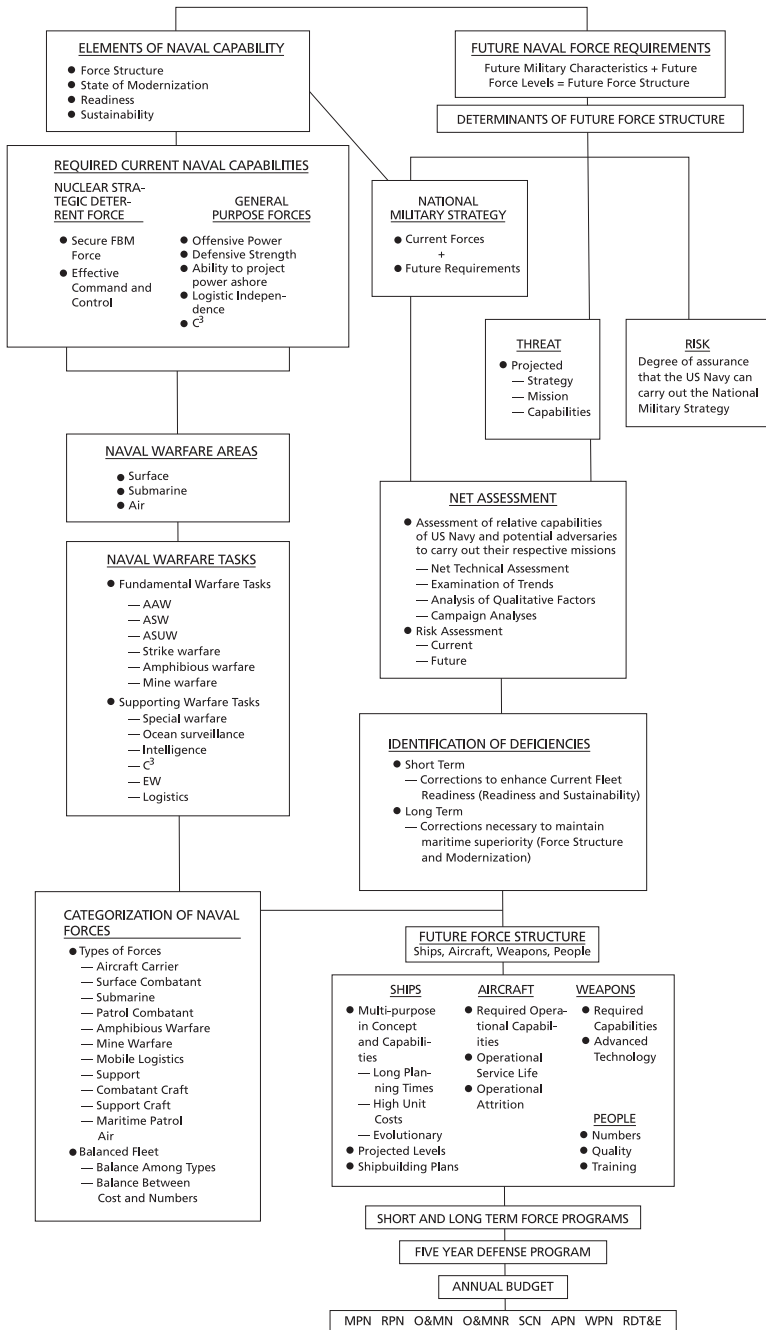 ELEMENTS OF NAVAL CAPABILITY
● Force Structure
● State of Modernization
● Readiness
● Sustainability
FUTURE NAVAL FORCE REQUIREMENTS
Future Military Characteristics + Future
Force Levels = Future Force Structure
DETERMINANTS OF FUTURE FORCE STRUCTURE
REQUIRED CURRENT NAVAL CAPABILITIES
NUCLEAR STRA-
TEGIC DETER-
RENT FORCE
● Secure FBM
Force
● Effective
Command and
Control
GENERAL
PURPOSE FORCES
● Offensive Power
● Defensive Strength
● Ability to project
power ashore
● Logistic Indepen-
dence
● C³
NATIONAL
MILITARY STRATEGY
● Current Forces
+
● Future Requirements
THREAT
● Projected
— Strategy
— Mission
— Capabilities
RISK
Degree of assurance
that the US Navy can
carry out the National
Military Strategy
NAVAL WARFARE AREAS
● Surface
● Submarine
● Air
NET ASSESSMENT
● Assessment of relative capabilities
of US Navy and potential adversaries
to carry out their respective missions
— Net Technical Assessment
— Examination of Trends
— Analysis of Qualitative Factors
— Campaign Analyses
● Risk Assessment
— Current
— Future
NAVAL WARFARE TASKS
● Fundamental Warfare Tasks
— AAW
— ASW
— ASUW
— Strike warfare
— Amphibious warfare
— Mine warfare
● Supporting Warfare Tasks
— Special warfare
— Ocean surveillance
— Intelligence
— C³
— EW
— Logistics
IDENTIFICATION OF DEFICIENCIES
● Short Term
— Corrections to enhance Current Fleet
Readiness (Readiness and Sustainability)
● Long Term
— Corrections necessary to maintain
maritime superiority (Force Structure
and Modernization)
CATEGORIZATION OF NAVAL
FORCES
● Types of Forces
— Aircraft Carrier
— Surface Combatant
— Submarine
— Patrol Combatant
— Amphibious Warfare
— Mine Warfare
— Mobile Logistics
— Support
— Combatant Craft
— Support Craft
— Maritime Patrol
Air
● Balanced Fleet
— Balance Among Types
— Balance Between
Cost and Numbers
FUTURE FORCE STRUCTURE
Ships, Aircraft, Weapons, People
SHIPS
● Multi-purpose
in Concept
and Capabili-
ties
— Long Plan-
ning Times
— High Unit
Costs
— Evolutionary
● Projected Levels
● Shipbuilding Plans
AIRCRAFT
● Required Opera-
tional Capabil-
ities
● Operational
Service Life
● Operational
Attrition
WEAPONS
● Required
Capabilities
● Advanced
Technology
PEOPLE
● Numbers
● Quality
● Training
SHORT AND LONG TERM FORCE PROGRAMS
FIVE YEAR DEFENSE PROGRAM
ANNUAL BUDGET
MPN RPN O&MN O&MNR SCN APN WPN RDT&E